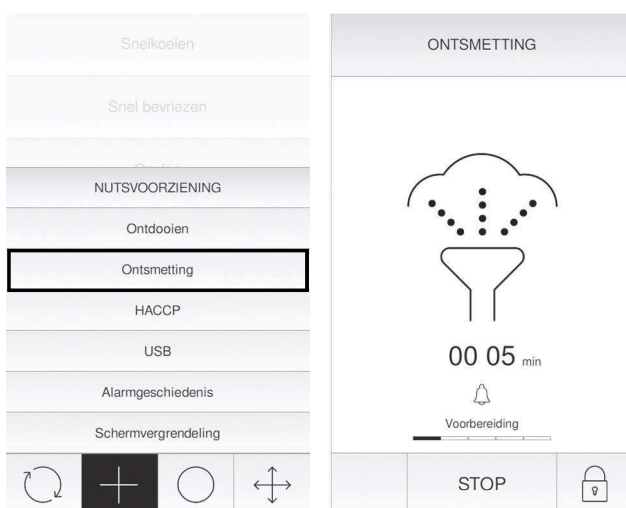 Snelkoelen
Snel bevriezen
NUTSVOORZIENING
Ontdooien
Ontsmetting
HACCP
USB
Alarmgeschiedenis
Schermvergrendeling
ONTSMETTING
00 05 min
Voorbereiding
STOP